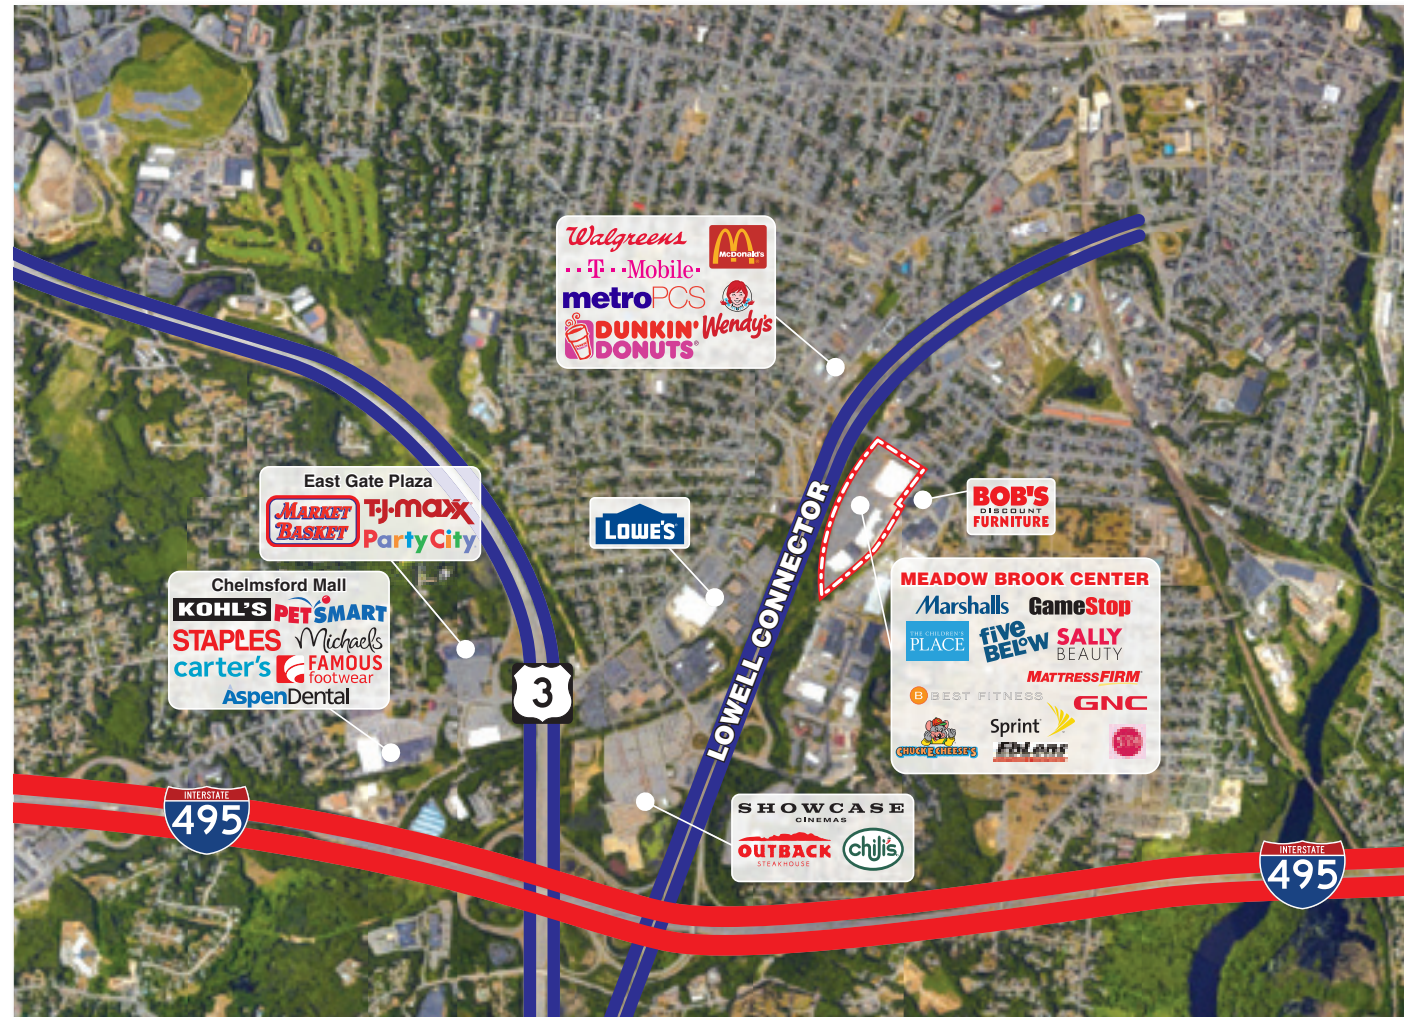 Walgreens
McDonald's
T Mobile
metroPCS
DUNKIN'
DONUTS
Wendy's
East Gate Plaza
MARKET
BASKET
T.J.maxx
Party City
Chelmsford Mall
KOHL'S
PETSMART
STAPLES
Michaels
carter's
FAMOUS
footwear
AspenDental
LOWE'S
BOB'S
DISCOUNT
FURNITURE
MEADOW BROOK CENTER
Marshalls
GameStop
THE CHILDREN'S
PLACE
five
BELOW
SALLY
BEAUTY
MATTRESSFIRM
B BEST FITNESS
GNC
Sprint
CHUCK E. CHEESE'S
LOWELL CONNECTOR
3
SHOWCASE
CINEMAS
OUTBACK
STEAKHOUSE
chili's
INTERSTATE
495
INTERSTATE
495